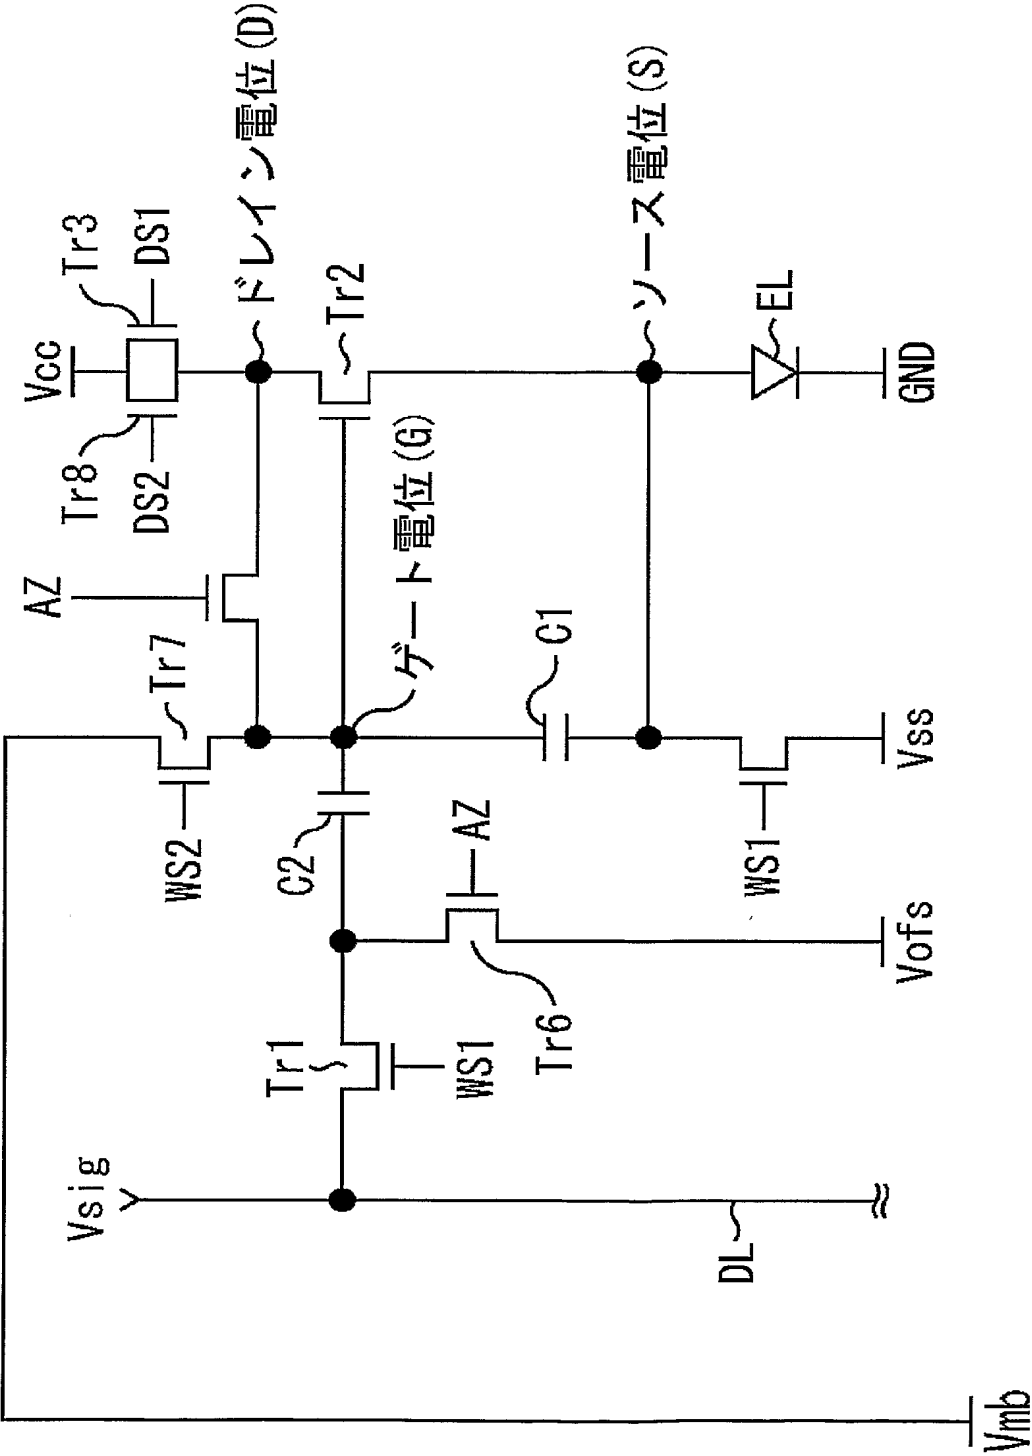 Vmb
Vsig
DL
Tr1
WS1
Tr6
Vofs
AZ
C2
WS2
Tr7
AZ
WS1
Vss
C1
ゲート電位(G)
Tr8
DS2
Vcc
Tr3
DS1
ドレイン電位(D)
Tr2
ソース電位(S)
EL
GND